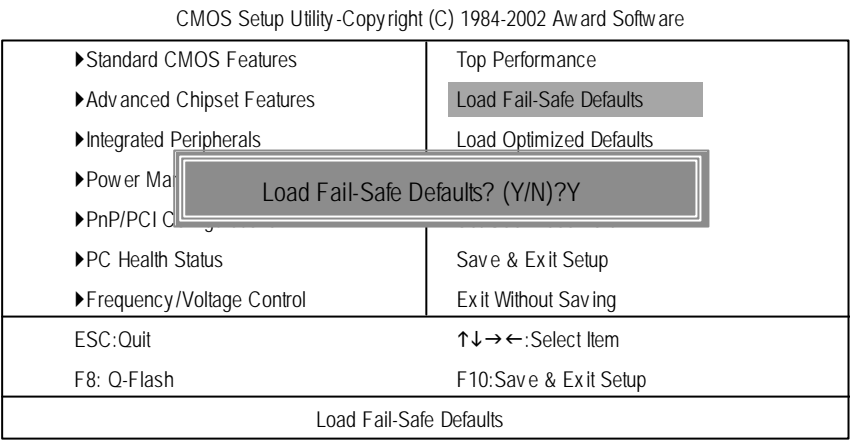 CMOS Setup Utility-Copyright (C) 1984-2002 Award Software
▶Standard CMOS Features
Top Performance
▶Advanced Chipset Features
Load Fail-Safe Defaults
▶Integrated Peripherals
Load Optimized Defaults
▶Power Ma
Load Fail-Safe Defaults? (Y/N)?Y
▶PnP/PCI C
▶PC Health Status
Save & Exit Setup
▶Frequency/Voltage Control
Exit Without Saving
ESC:Quit
↑↓→←:Select Item
F8: Q-Flash
F10:Save & Exit Setup
Load Fail-Safe Defaults